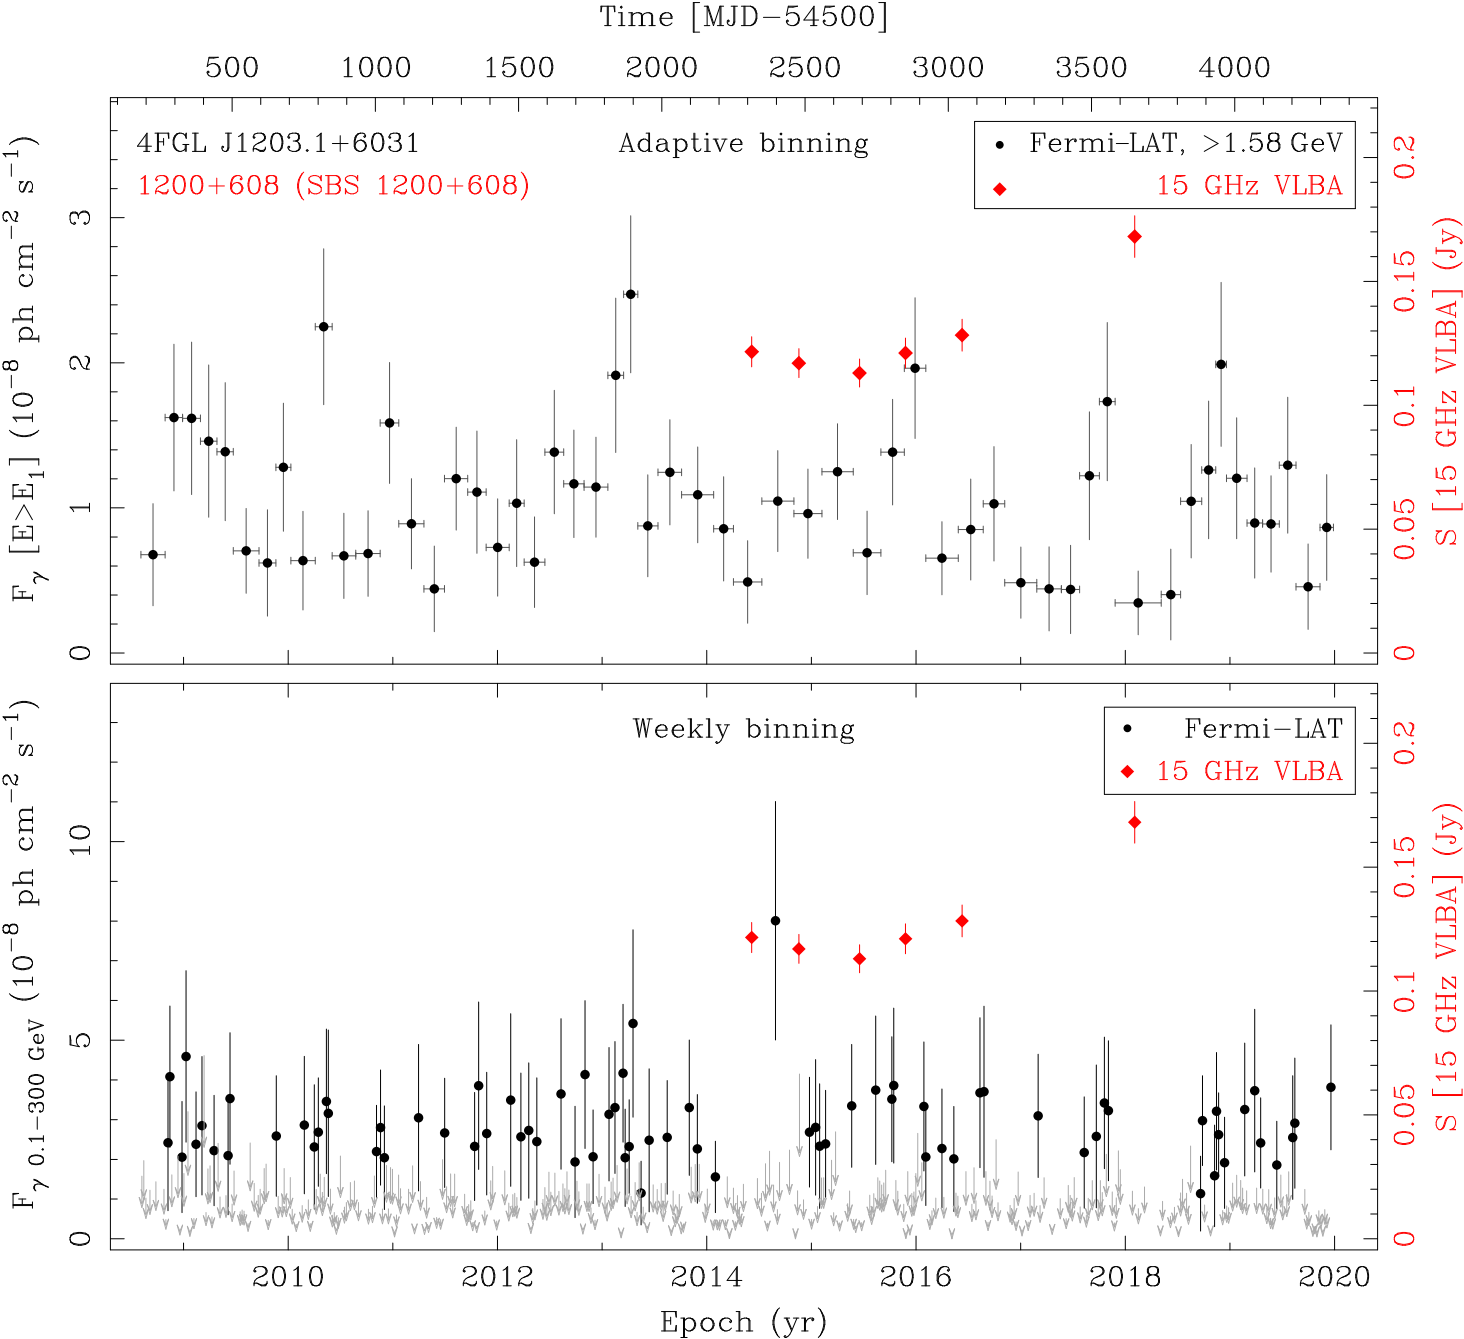 Time [MJD−54500]
500 1000 1500 2000 2500 3000 3500 4000
4FGL J1203.1+6031
1200+608 (SBS 1200+608)
Adaptive binning
Fermi−LAT, >1.58 GeV
15 GHz VLBA
F γ [E>E1] (10−8 ph cm−2 s−1)
0 1 2 3
S [15 GHz VLBA] (Jy)
0 0.05 0.1 0.15 0.2
Weekly binning
Fermi−LAT
15 GHz VLBA
F γ 0.1−300 GeV (10−8 ph cm−2 s−1)
0 5 10
S [15 GHz VLBA] (Jy)
0 0.05 0.1 0.15 0.2
2010 2012 2014 2016 2018 2020
Epoch (yr)